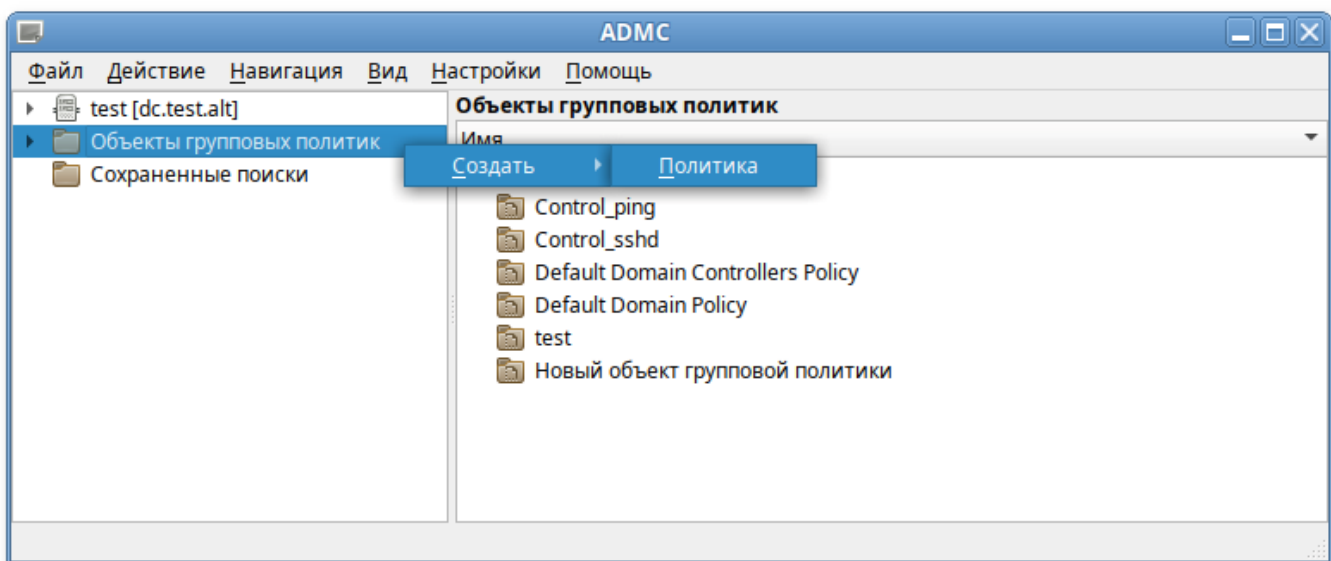 ADMC
Файл Действие Навигация Вид Настройки Помощь
test [dc.test.alt]
Объекты групповых политик
Сохраненные поиски
Объекты групповых политик
Имя
Создать
Политика
Control_ping
Control_sshd
Default Domain Controllers Policy
Default Domain Policy
test
Новый объект групповой политики